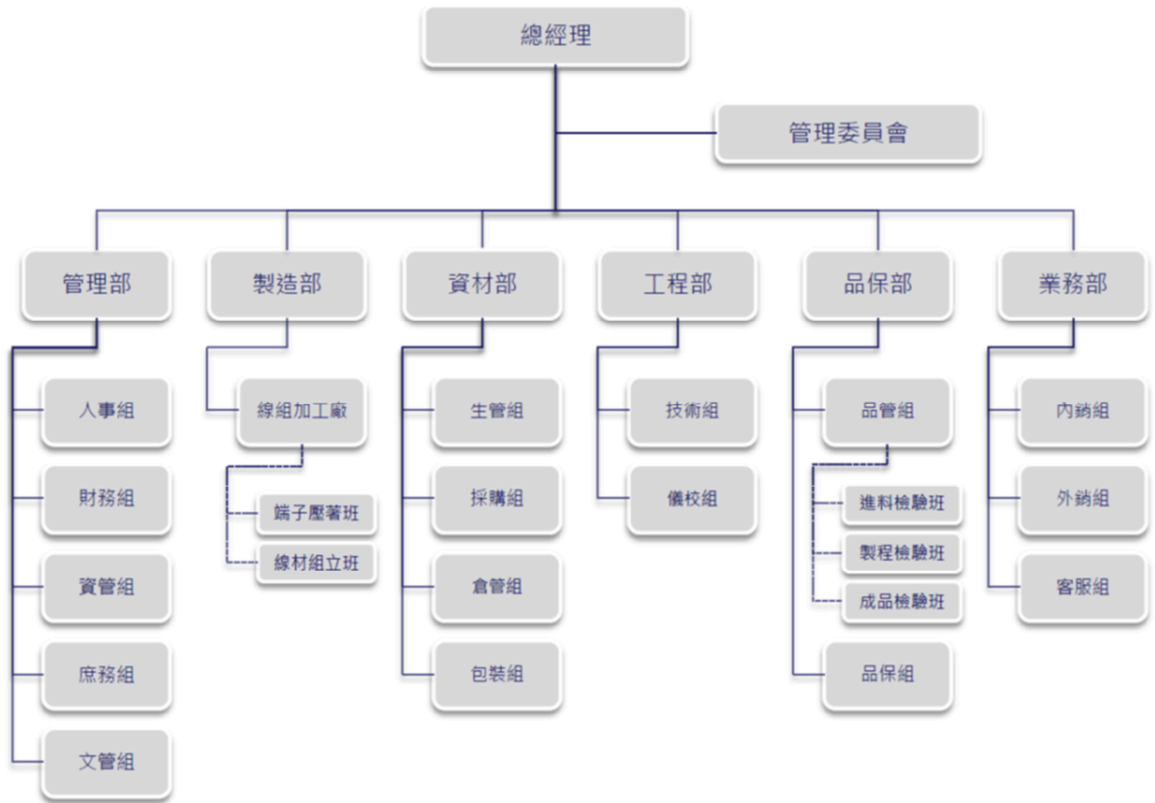 總經理
管理委員會
管理部
製造部
資材部
工程部
品保部
業務部
人事組
財務組
資管組
庶務組
文管組
線組加工廠
端子壓著班
線材組立班
生管組
採購組
倉管組
包裝組
技術組
儀校組
品管組
進料檢驗班
製程檢驗班
成品檢驗班
品保組
內銷組
外銷組
客服組